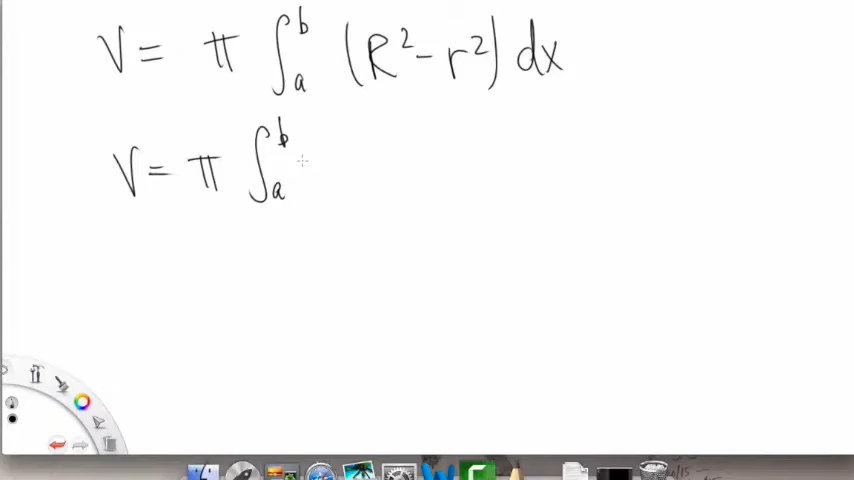 V = π ∫_a^b (R² - r²) dx
V = π ∫_a^b